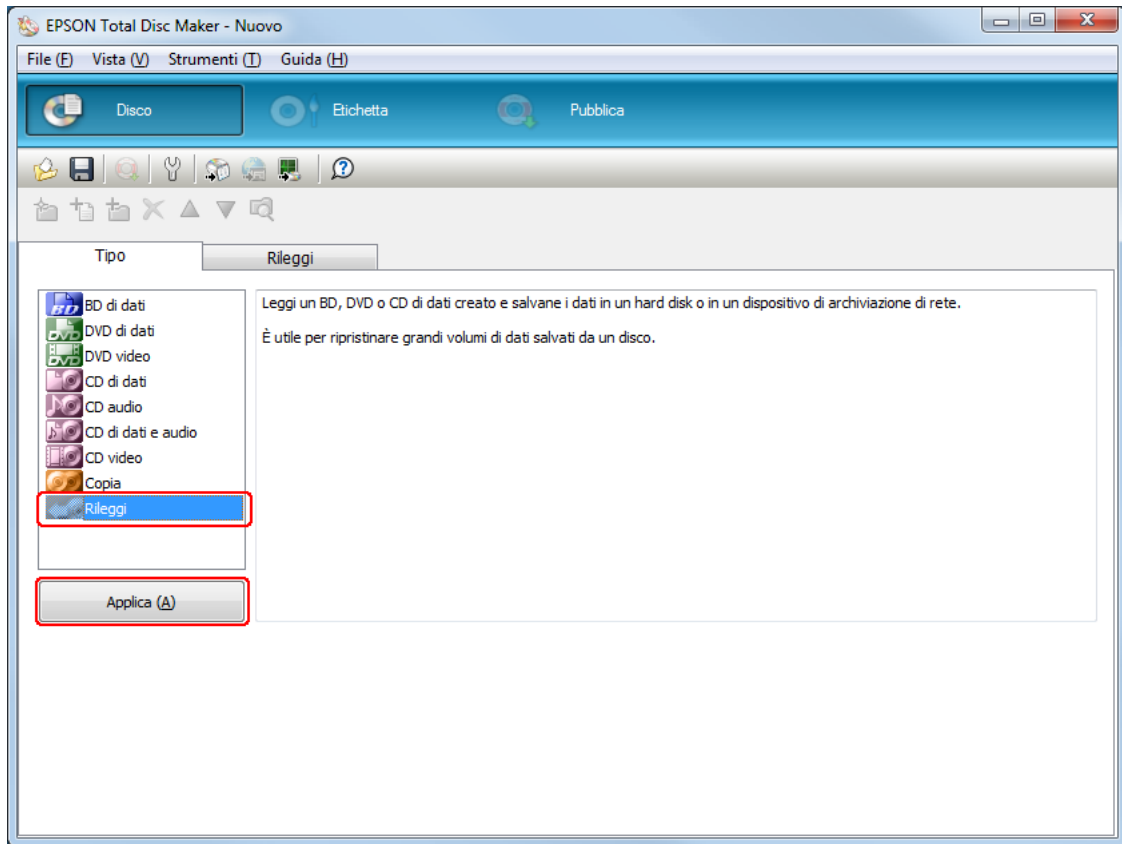 EPSON Total Disc Maker - Nuovo
File (F) Vista (V) Strumenti (T) Guida (H)
Disco Etichetta Pubblica
Tipo Rileggi
BD BD di dati
DVD DVD di dati
DVD DVD video
CD di dati
CD audio
CD di dati e audio
CD video
Copia
Rileggi
Applica (A)
Leggi un BD, DVD o CD di dati creato e salvane i dati in un hard disk o in un dispositivo di archiviazione di rete.
È utile per ripristinare grandi volumi di dati salvati da un disco.